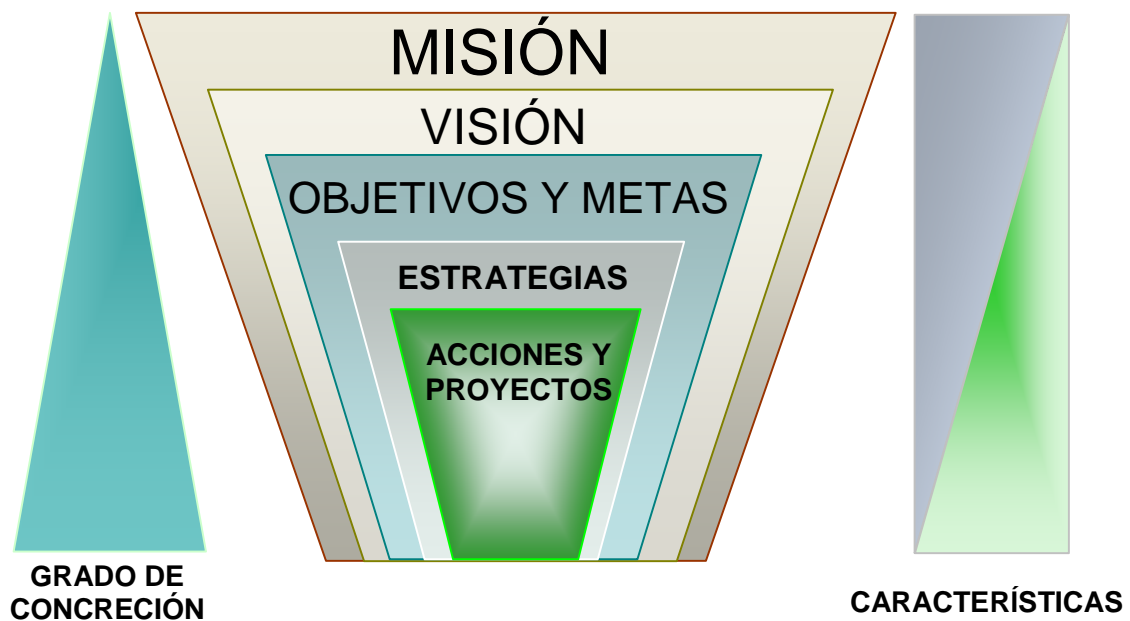 MISIÓN
VISIÓN
OBJETIVOS Y METAS
ESTRATEGIAS
ACCIONES Y
PROYECTOS
GRADO DE
CONCRECIÓN
CARACTERÍSTICAS